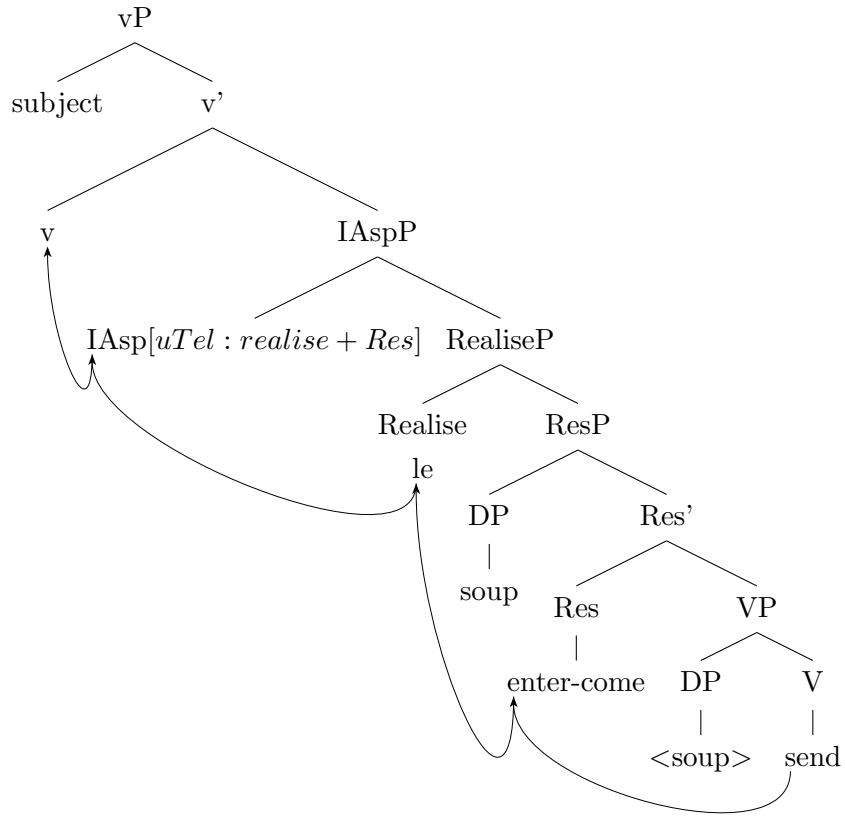 vP
subject v'
v IAspP
IAsp[uTel : realise + Res] RealiseP
Realise ResP
le
DP Res'
soup
Res VP
enter-come DP V
<soup> send